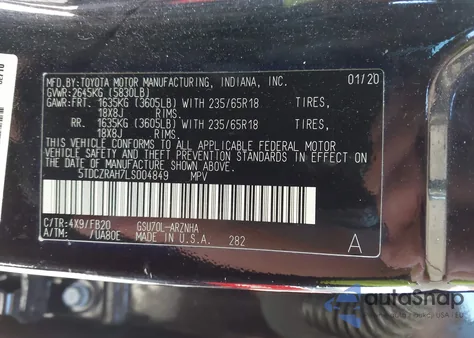 MFD.BY:TOYOTA MOTOR MANUFACTURING, INDIANA, INC. 01/20
GVWR:2645KG (5830LB)
GAWR:FRT. 1635KG (3605LB) WITH 235/65R18 TIRES,
18X8J RIMS.
RR. 1635KG (3605LB) WITH 235/65R18 TIRES,
18X8J RIMS.
THIS VEHICLE CONFORMS TO ALL APPLICABLE FEDERAL MOTOR
VEHICLE SAFETY AND THEFT PREVENTION STANDARDS IN EFFECT
ON THE DATE OF MANUFACTURE SHOWN ABOVE.
5TDCZRAH7LS004849 MPV
C/TR:4X9/FB20 GSU70L-ARZNHA
A/TM: /UA80E MADE IN U.S.A. 282 A
autoSnap